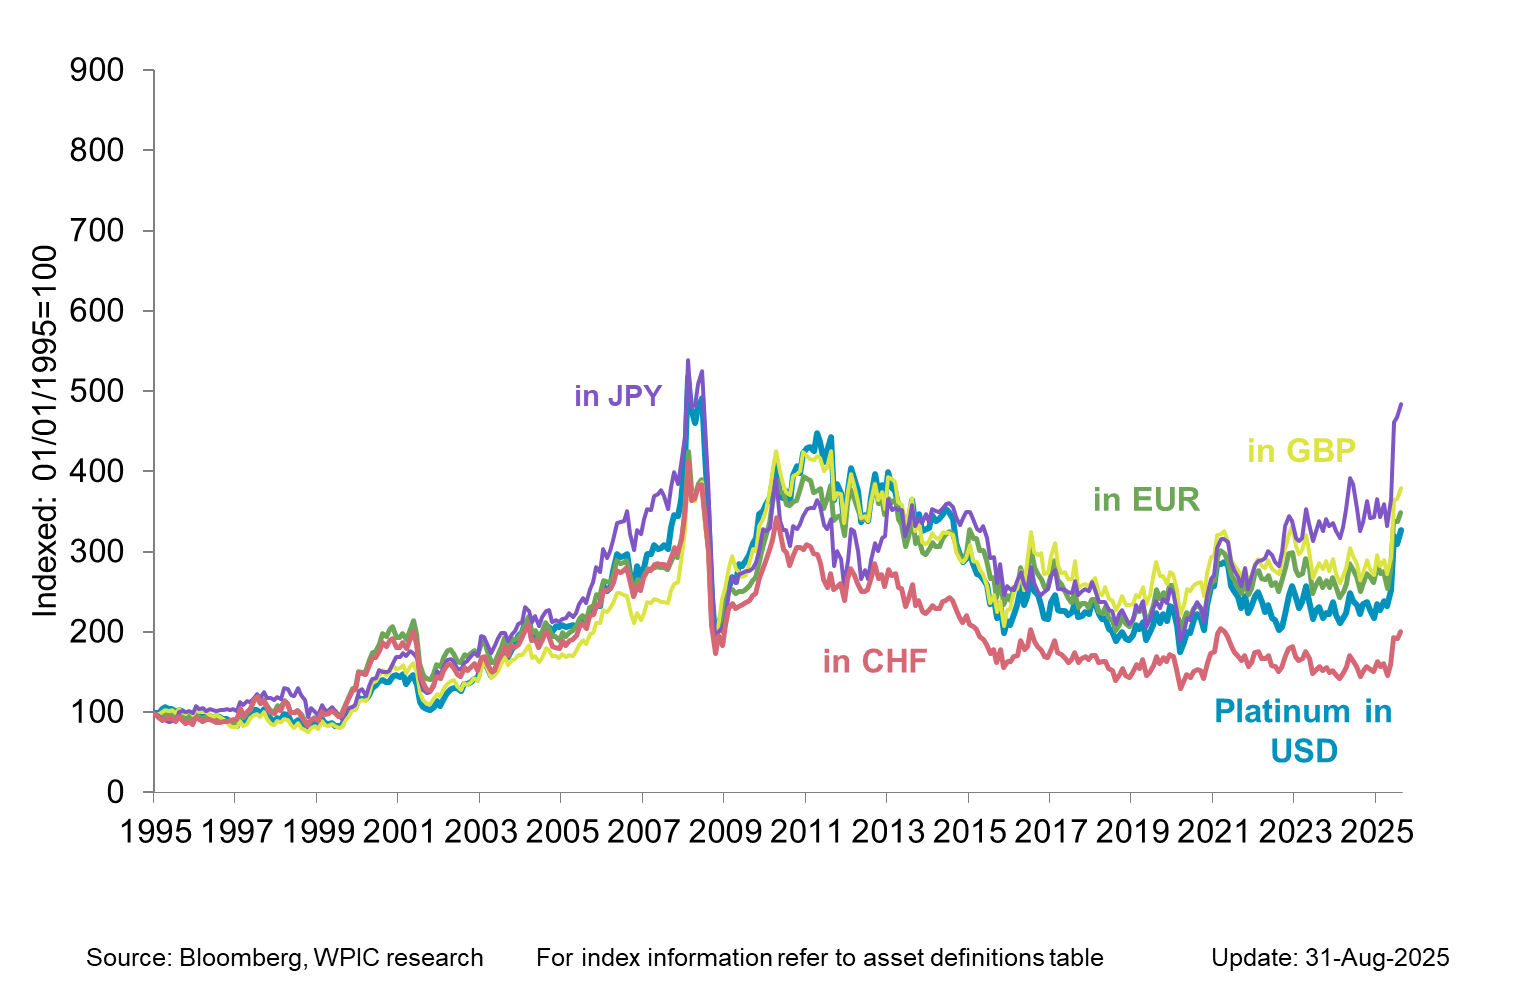 900
800
700
600
500
400
300
200
100
0
Indexed: 01/01/1995=100
in JPY
in GBP
in EUR
in CHF
Platinum in
USD
1995 1997 1999 2001 2003 2005 2007 2009 2011 2013 2015 2017 2019 2021 2023 2025
Source: Bloomberg, WPIC research For index information refer to asset definitions table Update: 31-Aug-2025